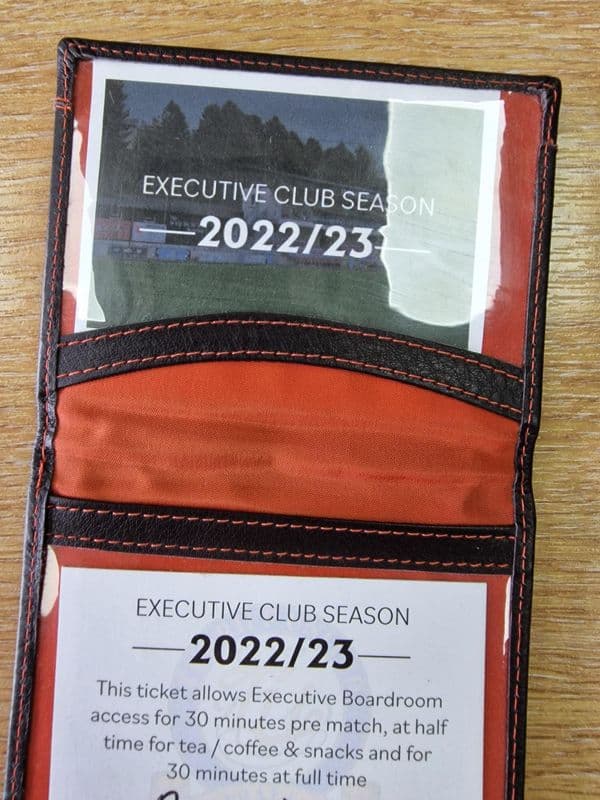 EXECUTIVE CLUB SEASON
2022/23
EXECUTIVE CLUB SEASON
2022/23
This ticket allows Executive Boardroom
access for 30 minutes pre match, at half
time for tea / coffee & snacks and for
30 minutes at full time